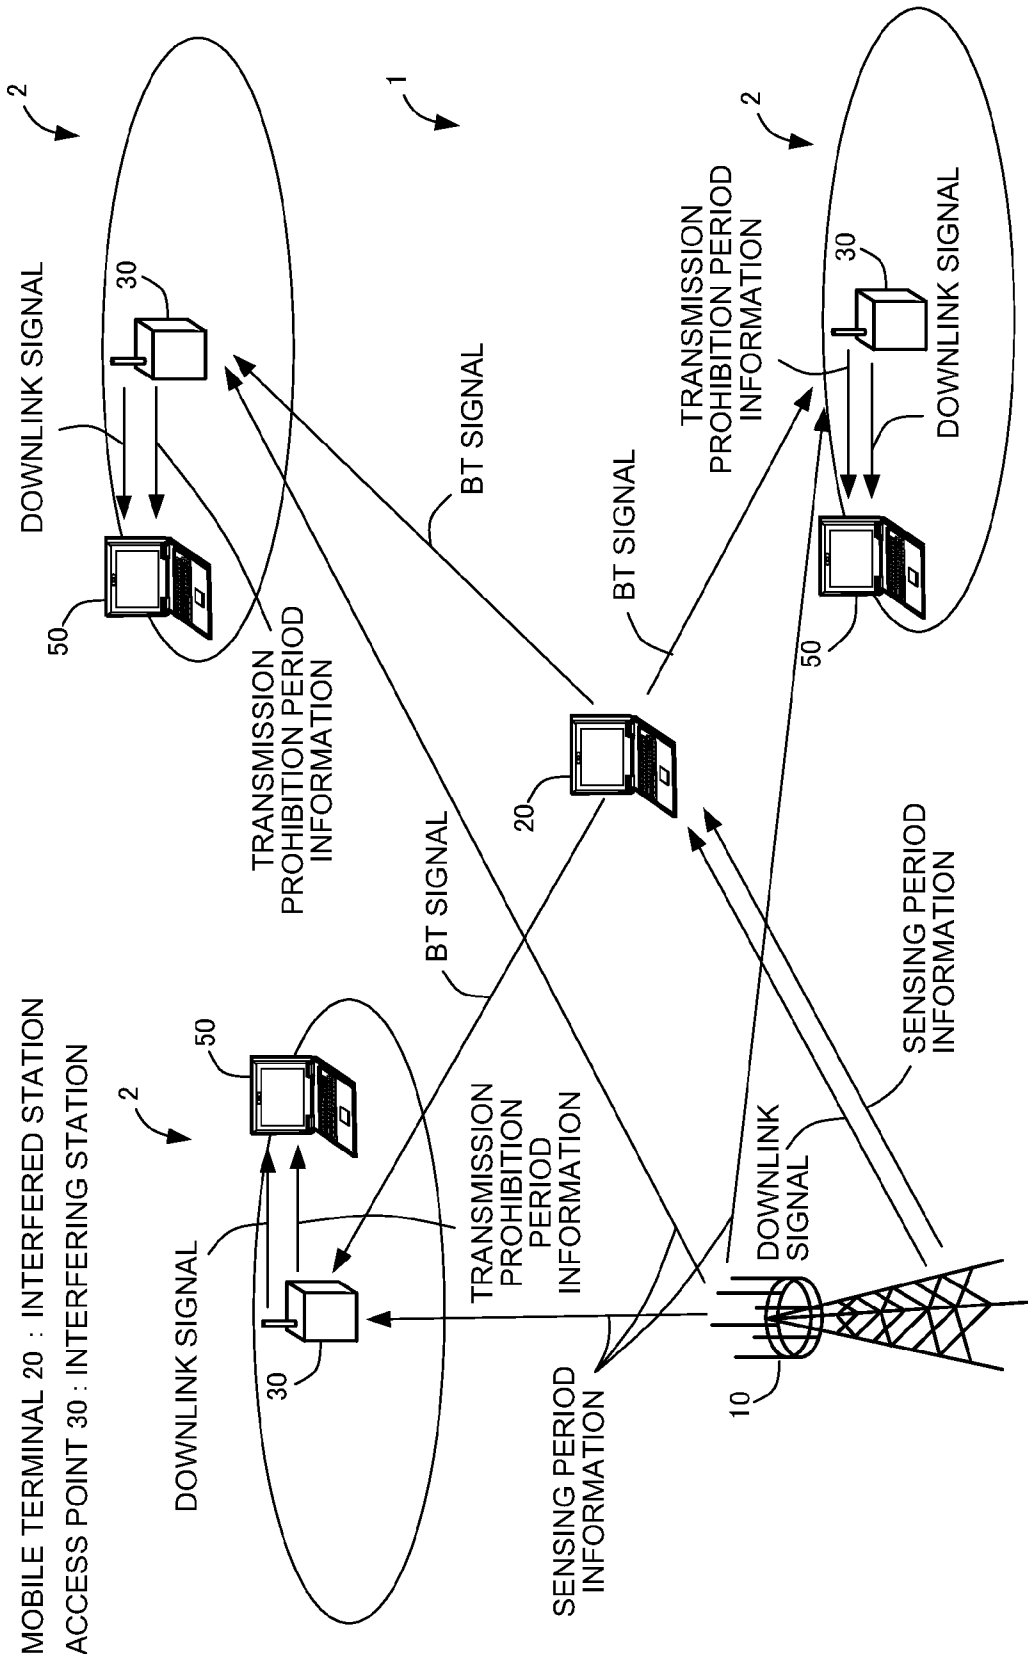 MOBILE TERMINAL 20 : INTERFERED STATION
ACCESS POINT 30 : INTERFERING STATION
2
50
DOWNLINK SIGNAL
30
TRANSMISSION
PROHIBITION
PERIOD
INFORMATION
SENSING PERIOD
INFORMATION
2
DOWNLINK SIGNAL
30
50
TRANSMISSION
PROHIBITION PERIOD
INFORMATION
1
BT SIGNAL
BT SIGNAL
BT SIGNAL
20
2
TRANSMISSION
PROHIBITION PERIOD
INFORMATION
30
DOWNLINK SIGNAL
50
10
DOWNLINK
SIGNAL
SENSING PERIOD
INFORMATION